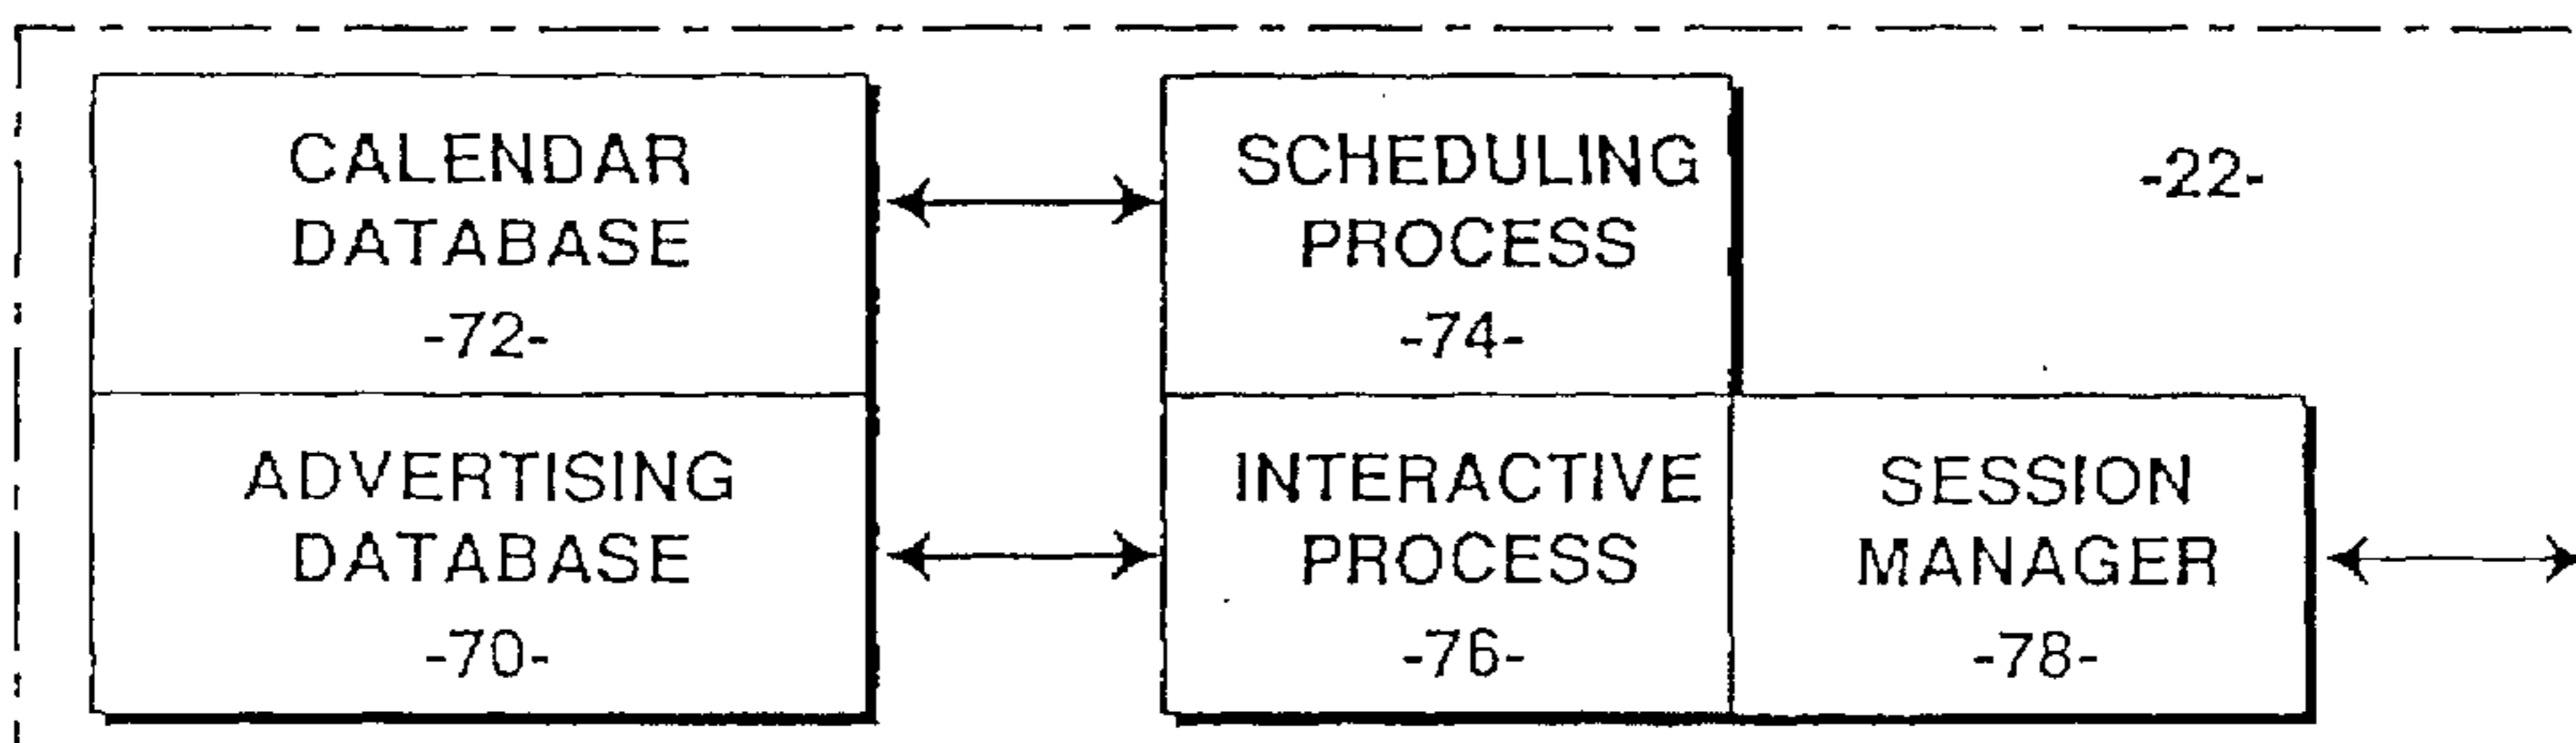 CALENDAR
DATABASE
-72-
SCHEDULING
PROCESS
-74-
-22-
ADVERTISING
DATABASE
-70-
INTERACTIVE
PROCESS
-76-
SESSION
MANAGER
-78-